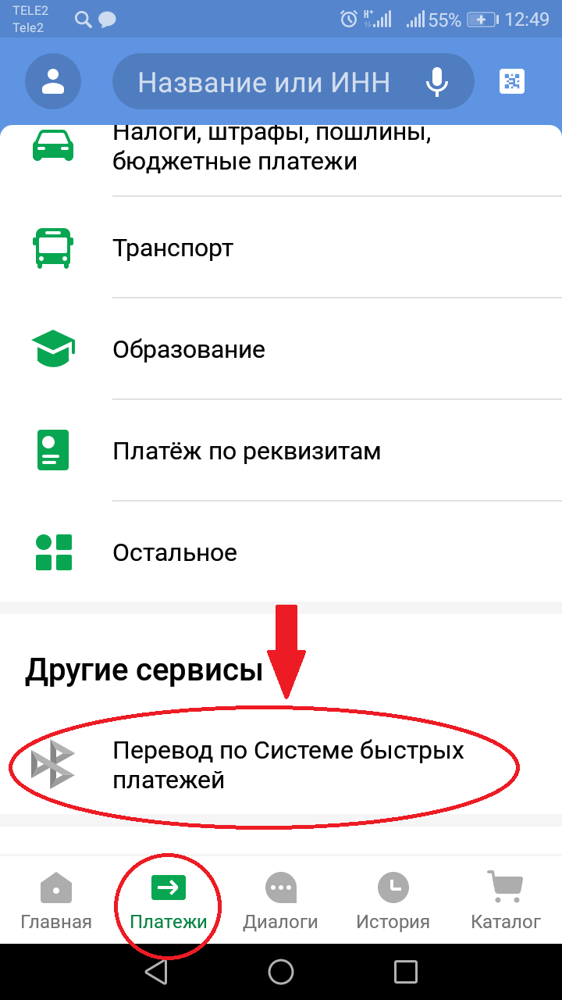 TELE2
Tele2
H+
55%
12:49
Название или ИНН
Налоги, штрафы, пошлины,
бюджетные платежи
Транспорт
Образование
Платёж по реквизитам
Остальное
Другие сервисы
Перевод по Системе быстрых
платежей
Главная
Платежи
Диалоги
История
Каталог